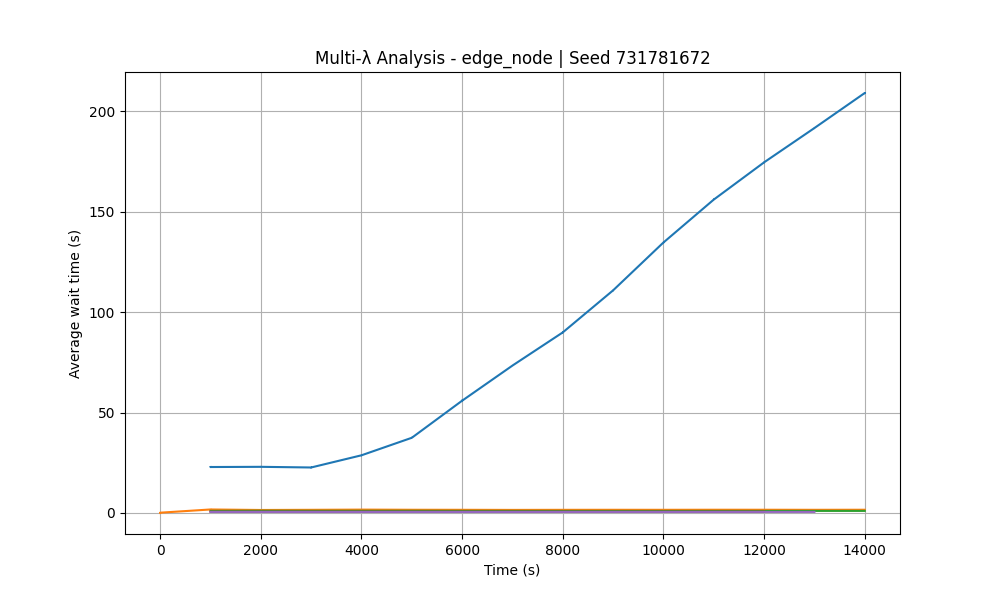 Multi-λ Analysis - edge_node | Seed 731781672
Average wait time (s)
200
150
100
50
0
0 2000 4000 6000 8000 10000 12000 14000
Time (s)